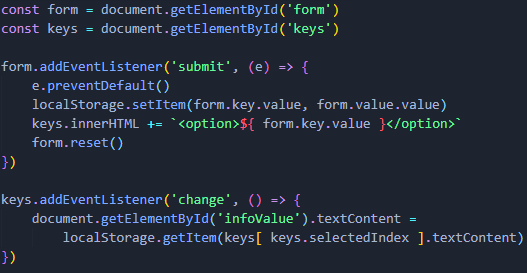 const form = document.getElementById('form')
const keys = document.getElementById('keys')

form.addEventListener('submit', (e) => {
    e.preventDefault()
    localStorage.setItem(form.key.value, form.value.value)
    keys.innerHTML += `<option>${ form.key.value }</option>`
    form.reset()
})

keys.addEventListener('change', () => {
    document.getElementById('infoValue').textContent =
        localStorage.getItem(keys[ keys.selectedIndex ].textContent)
})